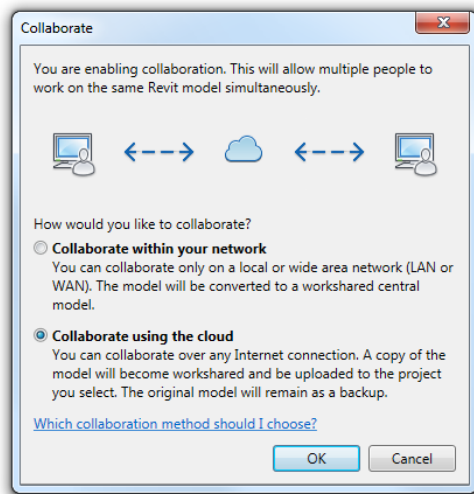 Collaborate
You are enabling collaboration. This will allow multiple people to
work on the same Revit model simultaneously.
How would you like to collaborate?
Collaborate within your network
You can collaborate only on a local or wide area network (LAN or
WAN). The model will be converted to a workshared central
model.
Collaborate using the cloud
You can collaborate over any Internet connection. A copy of the
model will become workshared and be uploaded to the project
you select. The original model will remain as a backup.
Which collaboration method should I choose?
OK Cancel